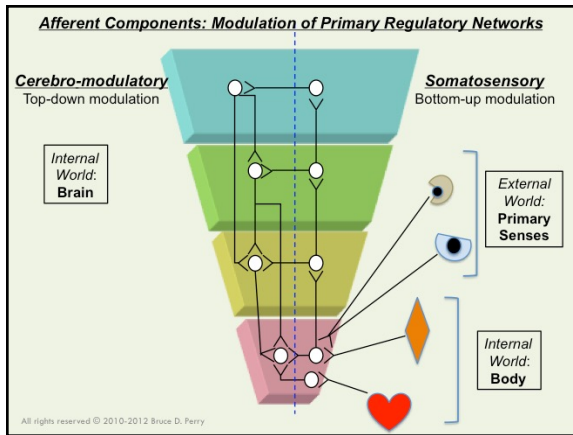 Afferent Components: Modulation of Primary Regulatory Networks
Cerebro-modulatory
Top-down modulation
Somatosensory
Bottom-up modulation
Internal
World:
Brain
External
World:
Primary
Senses
Internal
World:
Body
All rights reserved © 2010-2012 Bruce D. Perry